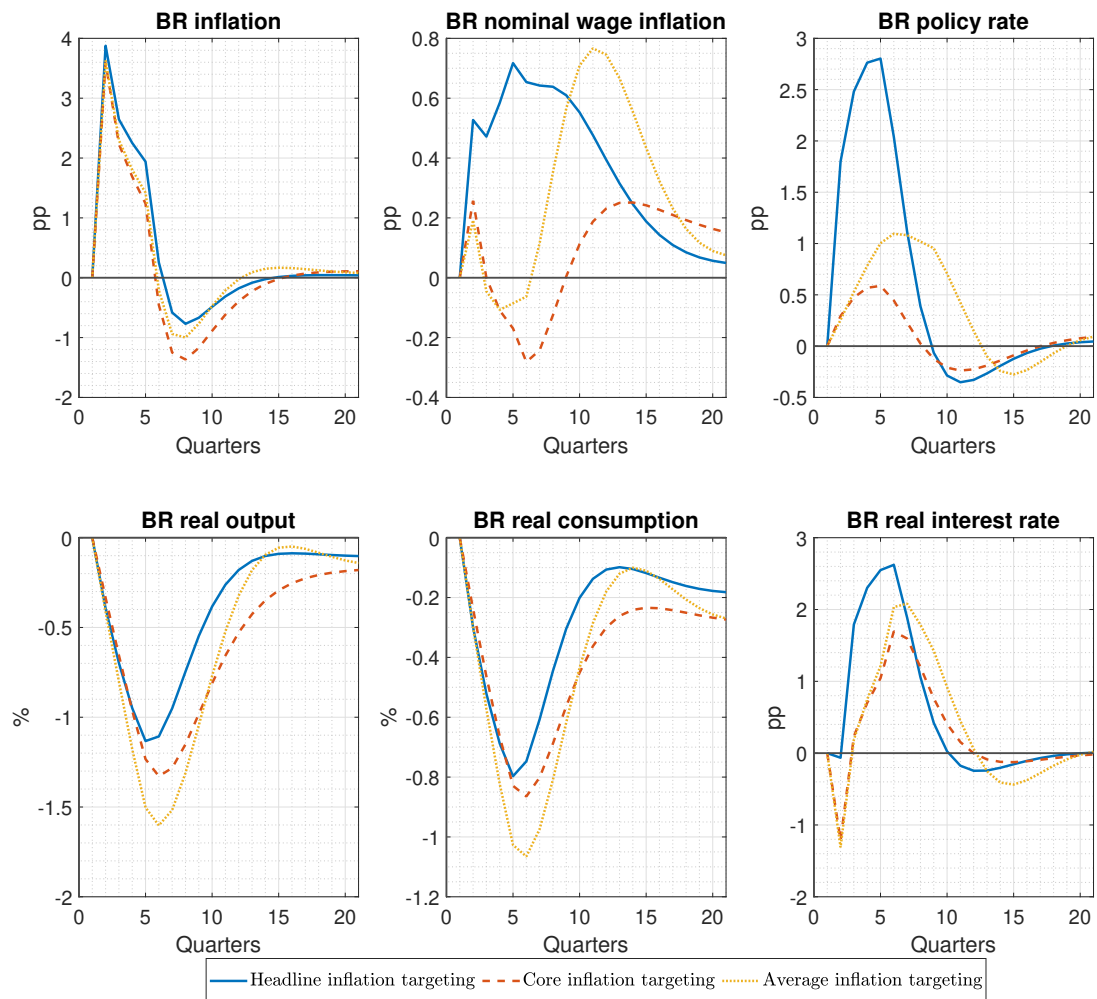 BR inflation
4
3
2
1
0
-1
-2
pp
0 5 10 15 20
Quarters
BR nominal wage inflation
0.8
0.6
0.4
0.2
0
-0.2
-0.4
pp
0 5 10 15 20
Quarters
BR policy rate
3
2.5
2
1.5
1
0.5
0
-0.5
pp
0 5 10 15 20
Quarters
BR real output
0
-0.5
-1
-1.5
-2
%
0 5 10 15 20
Quarters
BR real consumption
0
-0.2
-0.4
-0.6
-0.8
-1
-1.2
%
0 5 10 15 20
Quarters
BR real interest rate
3
2
1
0
-1
-2
pp
0 5 10 15 20
Quarters
Headline inflation targeting Core inflation targeting Average inflation targeting